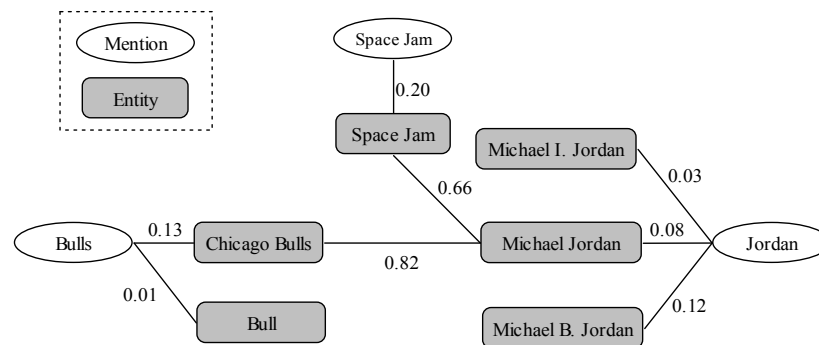 Mention
Entity
Space Jam
0.20
Space Jam
Michael I. Jordan
0.66
0.03
Bulls
0.13
Chicago Bulls
0.82
Michael Jordan
0.08
Jordan
0.01
Bull
0.12
Michael B. Jordan